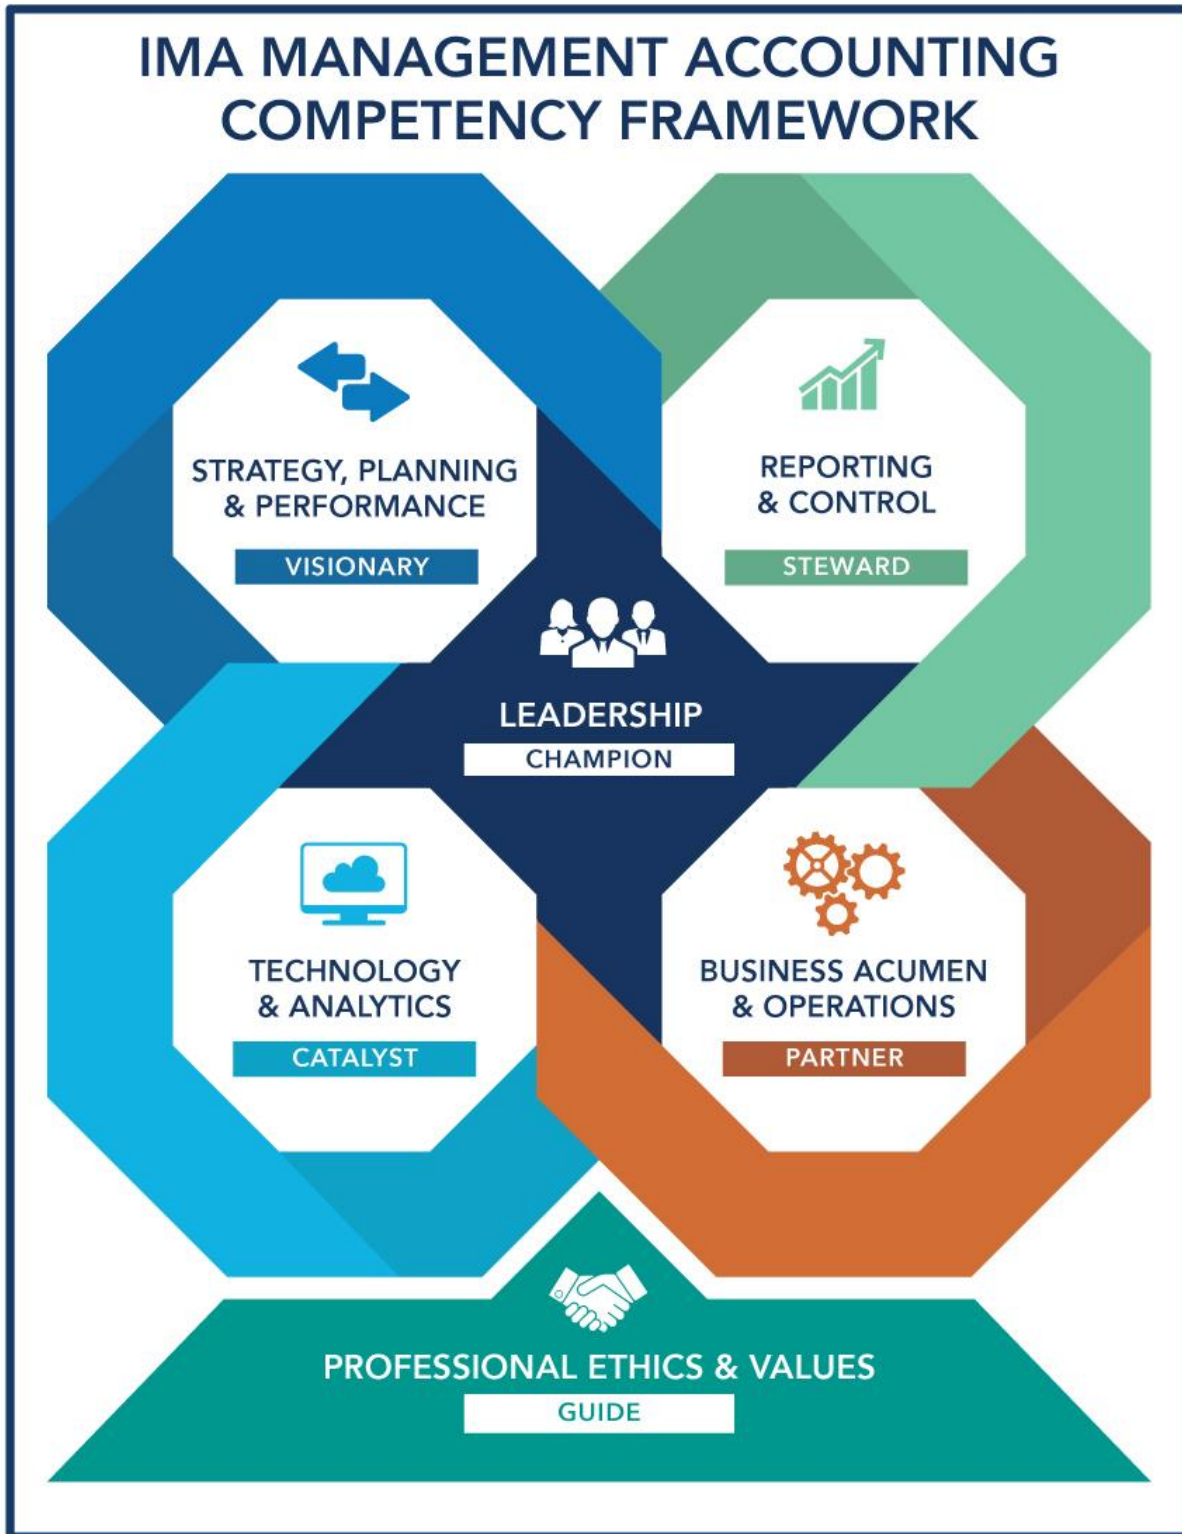 IMA MANAGEMENT ACCOUNTING
COMPETENCY FRAMEWORK
STRATEGY, PLANNING
& PERFORMANCE
VISIONARY
REPORTING
& CONTROL
STEWARD
LEADERSHIP
CHAMPION
TECHNOLOGY
& ANALYTICS
CATALYST
BUSINESS ACUMEN
& OPERATIONS
PARTNER
PROFESSIONAL ETHICS & VALUES
GUIDE